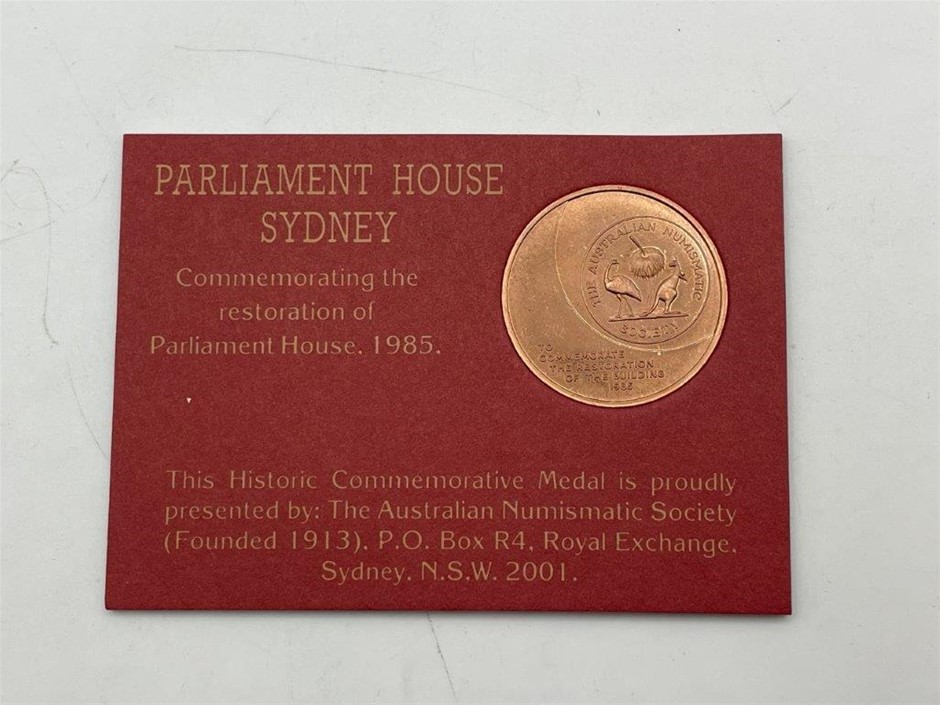 PARLIAMENT HOUSE
SYDNEY
Commemorating the
restoration of
Parliament House. 1985.
THE AUSTRALIAN NUMISMATIC
SOCIETY
TO
COMMEMORATE
THE RESTORATION
OF THE BUILDING
1985
This Historic Commemorative Medal is proudly
presented by: The Australian Numismatic Society
(Founded 1913), P.O. Box R4, Royal Exchange,
Sydney. N.S.W. 2001.